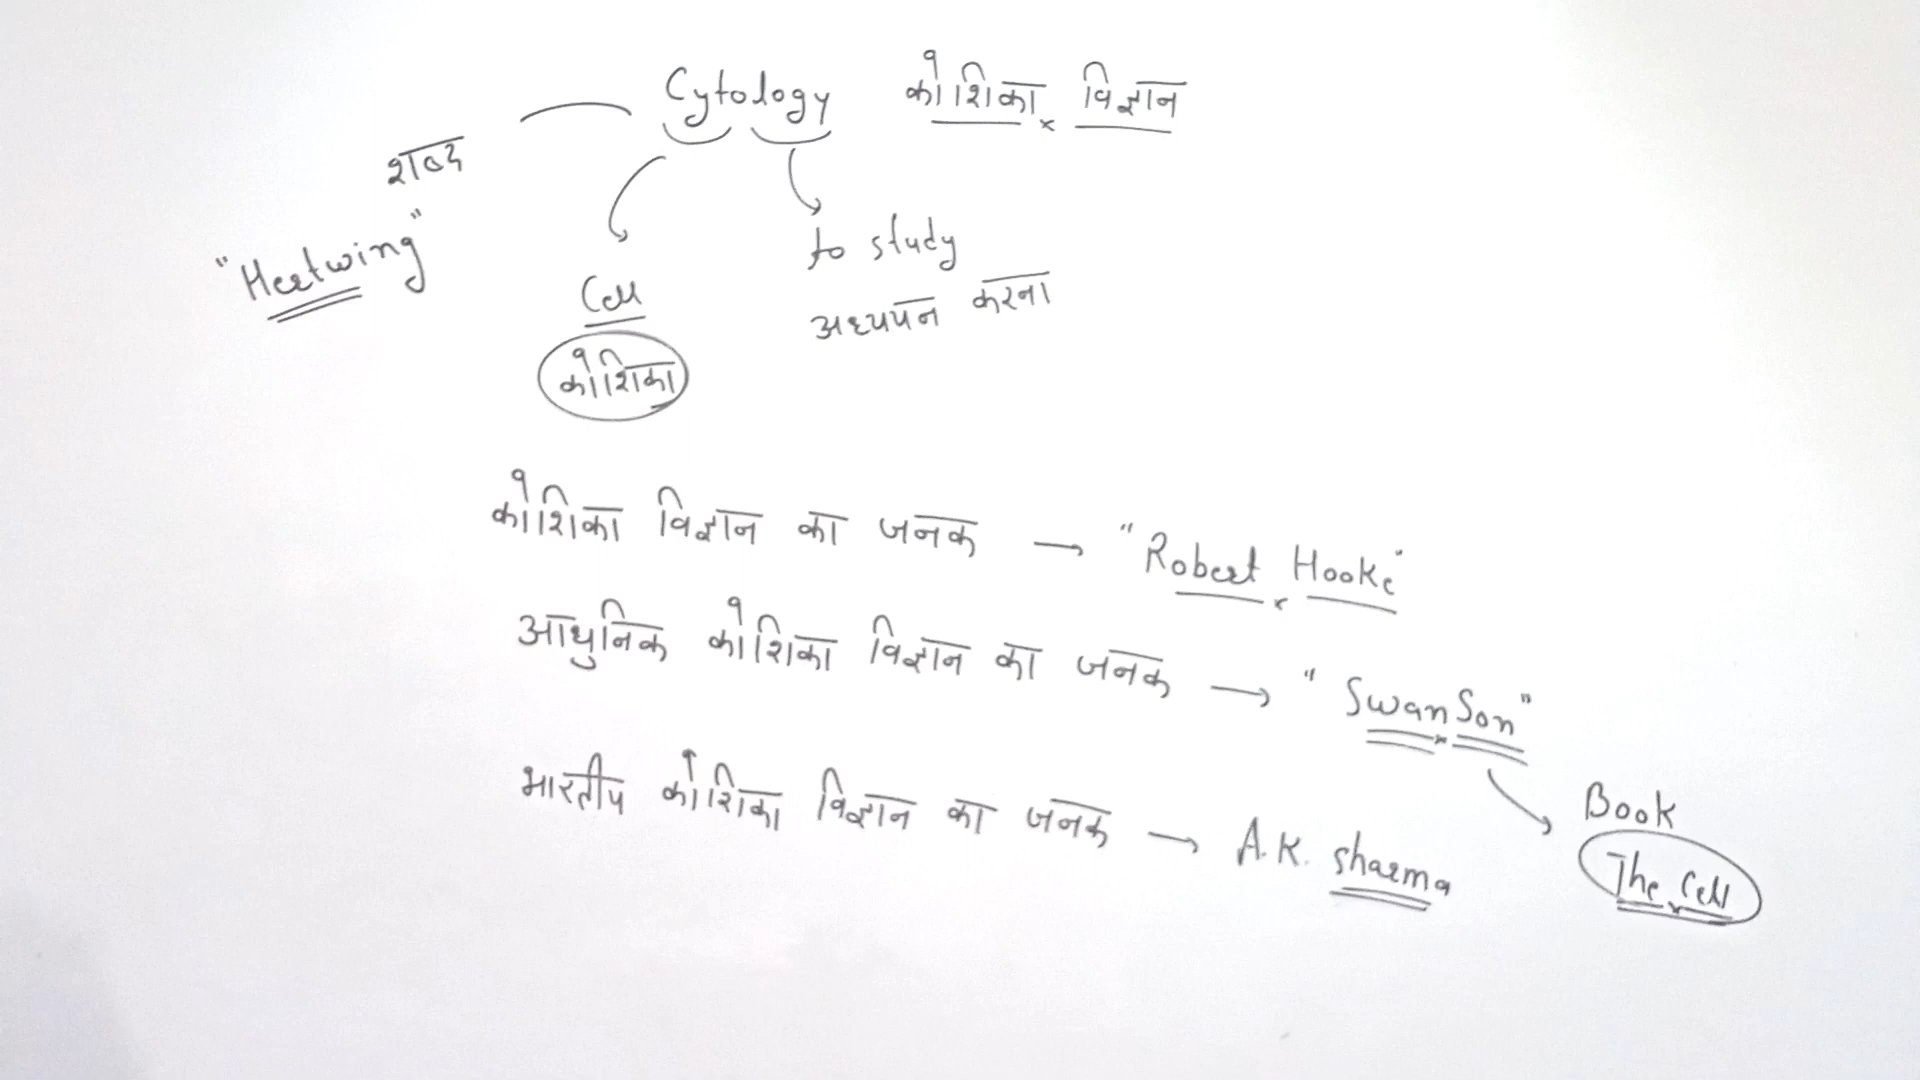 Cytology कोशिका विज्ञान
शब्द
"Hertwing"
Cell
कोशिका
to study
अध्ययन करना
कोशिका विज्ञान का जनक → "Robert Hooke"
आधुनिक कोशिका विज्ञान का जनक → "Swanson"
Book
The Cell
भारतीय कोशिका विज्ञान का जनक → A.K. Sharma